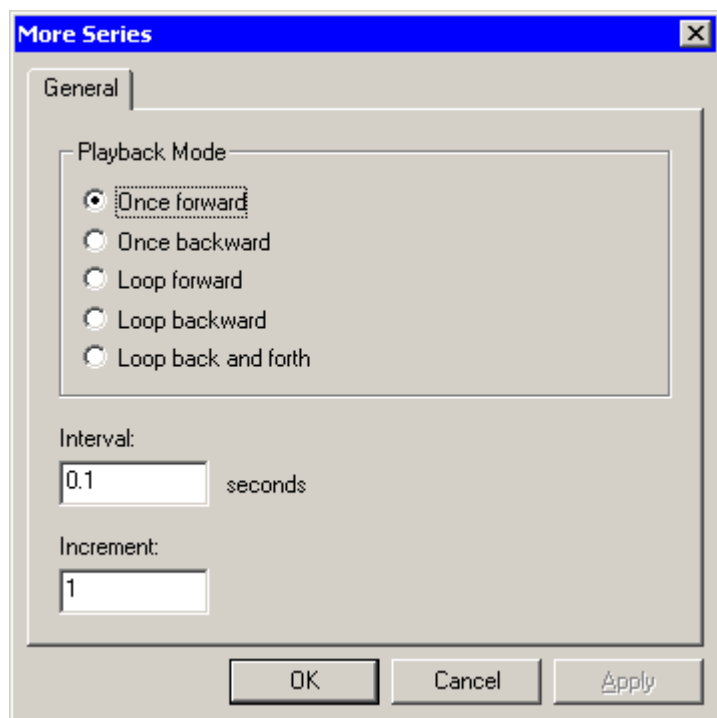 More Series
General
Playback Mode
Once forward
Once backward
Loop forward
Loop backward
Loop back and forth
Interval:
0.1 seconds
Increment:
1
OK Cancel Apply